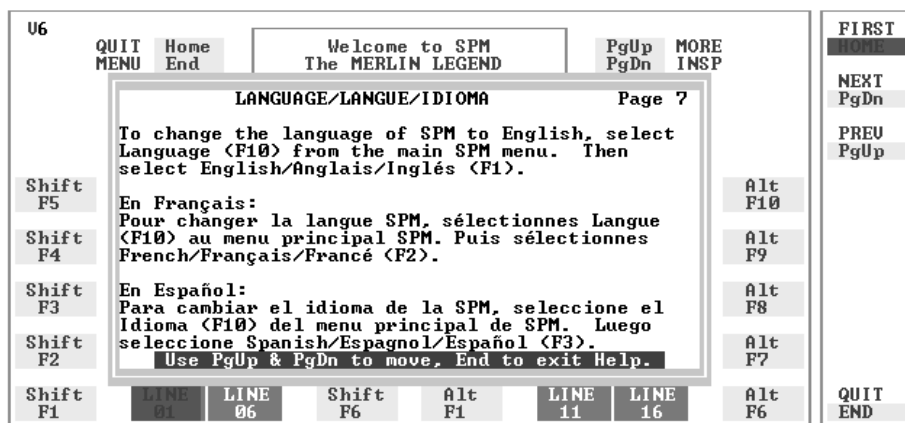 V6
QUIT Home Welcome to SPM PgUp MORE
MENU End The MERLIN LEGEND PgDn INSP
LANGUAGE/LANGUE/IDIOMA Page 7
To change the language of SPM to English, select
Language (F10) from the main SPM menu. Then
select English/Anglais/Inglés (F1).
En Français:
Pour changer la langue SPM, sélectionnes Langue
(F10) au menu principal SPM. Puis sélectionnes
French/Français/Francé (F2).
En Español:
Para cambiar el idioma de la SPM, seleccione el
Idioma (F10) del menu principal de SPM. Luego
seleccione Spanish/Espagnol/Español (F3).
Use PgUp & PgDn to move, End to exit Help.
Shift
F5
Shift
F4
Shift
F3
Shift
F2
Alt
F10
Alt
F9
Alt
F8
Alt
F7
Shift LINE LINE Shift Alt LINE LINE Alt
F1 01 06 F6 F1 11 16 F6
FIRST
HOME
NEXT
PgDn
PREV
PgUp
QUIT
END